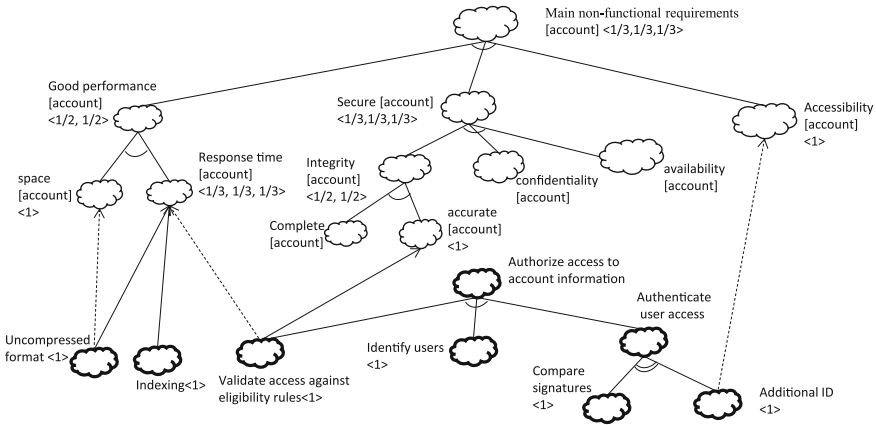 Main non-functional requirements
[account] <1/3,1/3,1/3>
Good performance
[account]
<1/2, 1/2>
Secure [account]
<1/3,1/3,1/3>
Accessibility
[account]
<1>
space
[account]
<1>
Response time
[account]
<1/3, 1/3, 1/3>
Integrity
[account]
<1/2, 1/2>
confidentiality
[account]
availability
[account]
Complete
[account]
accurate
[account]
<1>
Authorize access to
account information
Authenticate
user access
Uncompressed
format <1>
Indexing<1>
Validate access against
eligibility rules<1>
Identify users
<1>
Compare
signatures
<1>
Additional ID
<1>